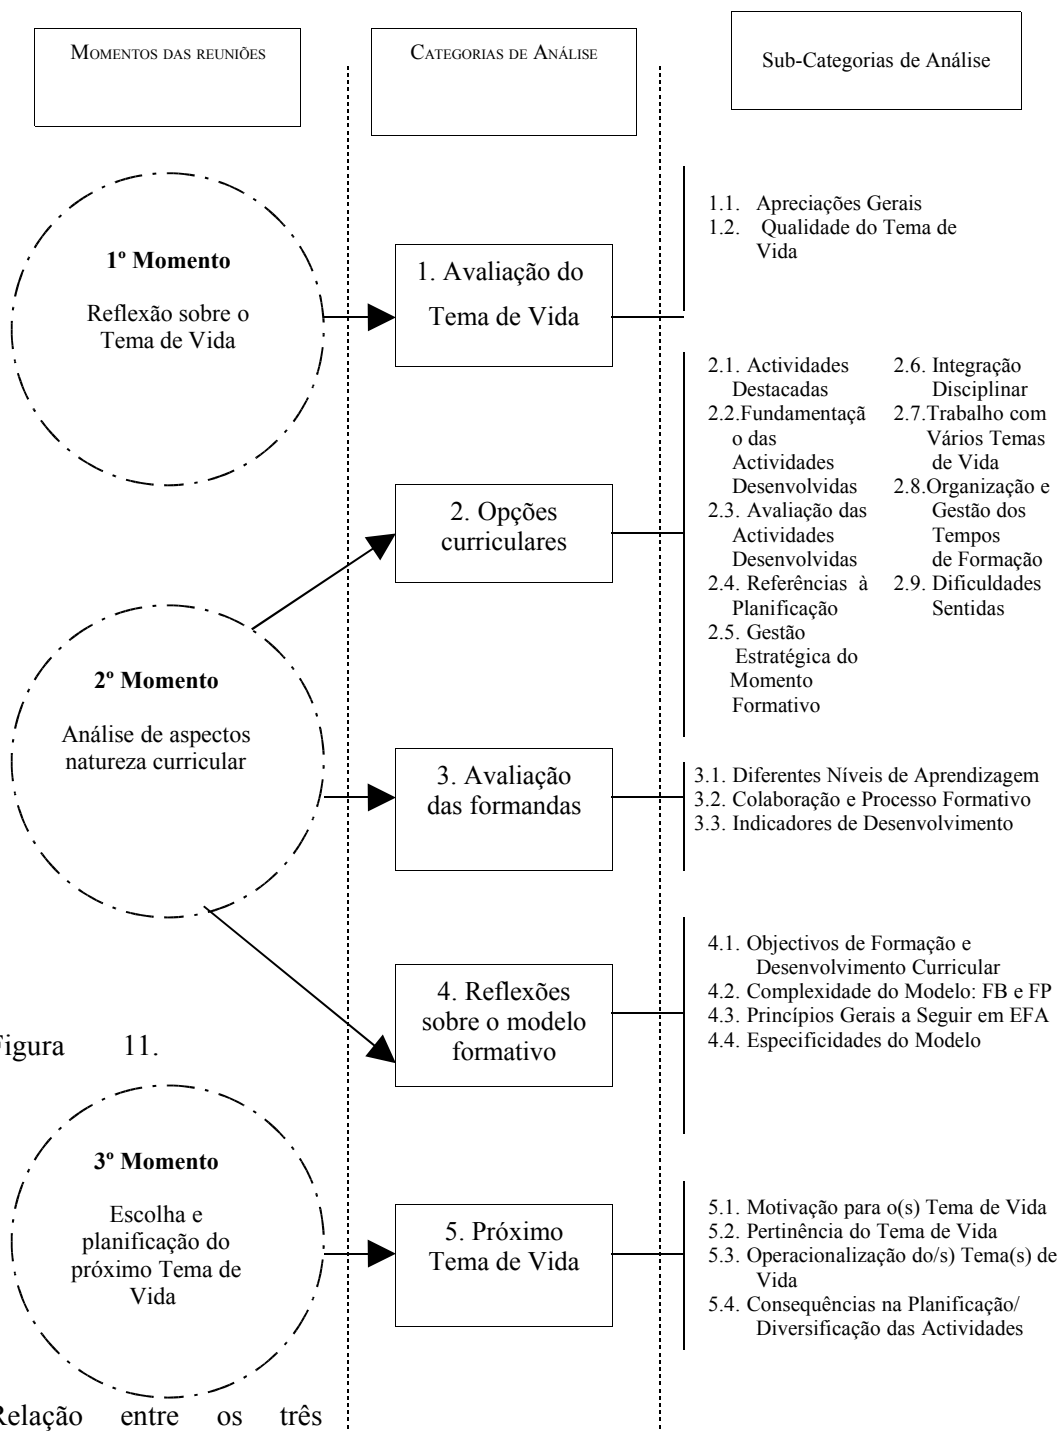 MOMENTOS DAS REUNIÕES
CATEGORIAS DE ANÁLISE
Sub-Categorias de Análise
1º Momento
Reflexão sobre o
Tema de Vida
1. Avaliação do
Tema de Vida
1.1. Apreciações Gerais
1.2. Qualidade do Tema de
Vida
2º Momento
Análise de aspectos
natureza curricular
2. Opções
curriculares
2.1. Actividades
Destacadas
2.2.Fundamentaçã
o das
Actividades
Desenvolvidas
2.3. Avaliação das
Actividades
Desenvolvidas
2.4. Referências à
Planificação
2.5. Gestão
Estratégica do
Momento
Formativo
2.6. Integração
Disciplinar
2.7.Trabalho com
Vários Temas
de Vida
2.8.Organização e
Gestão dos
Tempos
de Formação
2.9. Dificuldades
Sentidas
3. Avaliação
das formandas
3.1. Diferentes Níveis de Aprendizagem
3.2. Colaboração e Processo Formativo
3.3. Indicadores de Desenvolvimento
4. Reflexões
sobre o modelo
formativo
4.1. Objectivos de Formação e
Desenvolvimento Curricular
4.2. Complexidade do Modelo: FB e FP
4.3. Princípios Gerais a Seguir em EFA
4.4. Especificidades do Modelo
Figura 11.
3º Momento
Escolha e
planificação do
próximo Tema de
Vida
5. Próximo
Tema de Vida
5.1. Motivação para o(s) Tema de Vida
5.2. Pertinência do Tema de Vida
5.3. Operacionalização do/s) Tema(s) de
Vida
5.4. Consequências na Planificação/
Diversificação das Actividades
Relação entre os três